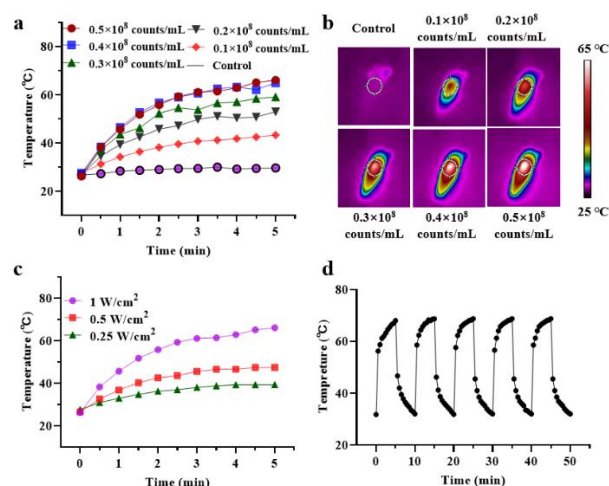 a
0.5×10⁸ counts/mL
0.2×10⁸ counts/mL
0.4×10⁸ counts/mL
0.1×10⁸ counts/mL
0.3×10⁸ counts/mL
Control
Temperature (℃)
80
60
40
20
0 1 2 3 4 5
Time (min)
b
Control
0.1×10⁸
counts/mL
0.2×10⁸
counts/mL
0.3×10⁸
counts/mL
0.4×10⁸
counts/mL
0.5×10⁸
counts/mL
65 ℃
25 ℃
c
1 W/cm²
0.5 W/cm²
0.25 W/cm²
Temperature (℃)
80
60
40
20
0 1 2 3 4 5
Time (min)
d
Tempreture (℃)
80
60
40
20
0 10 20 30 40 50
Time (min)